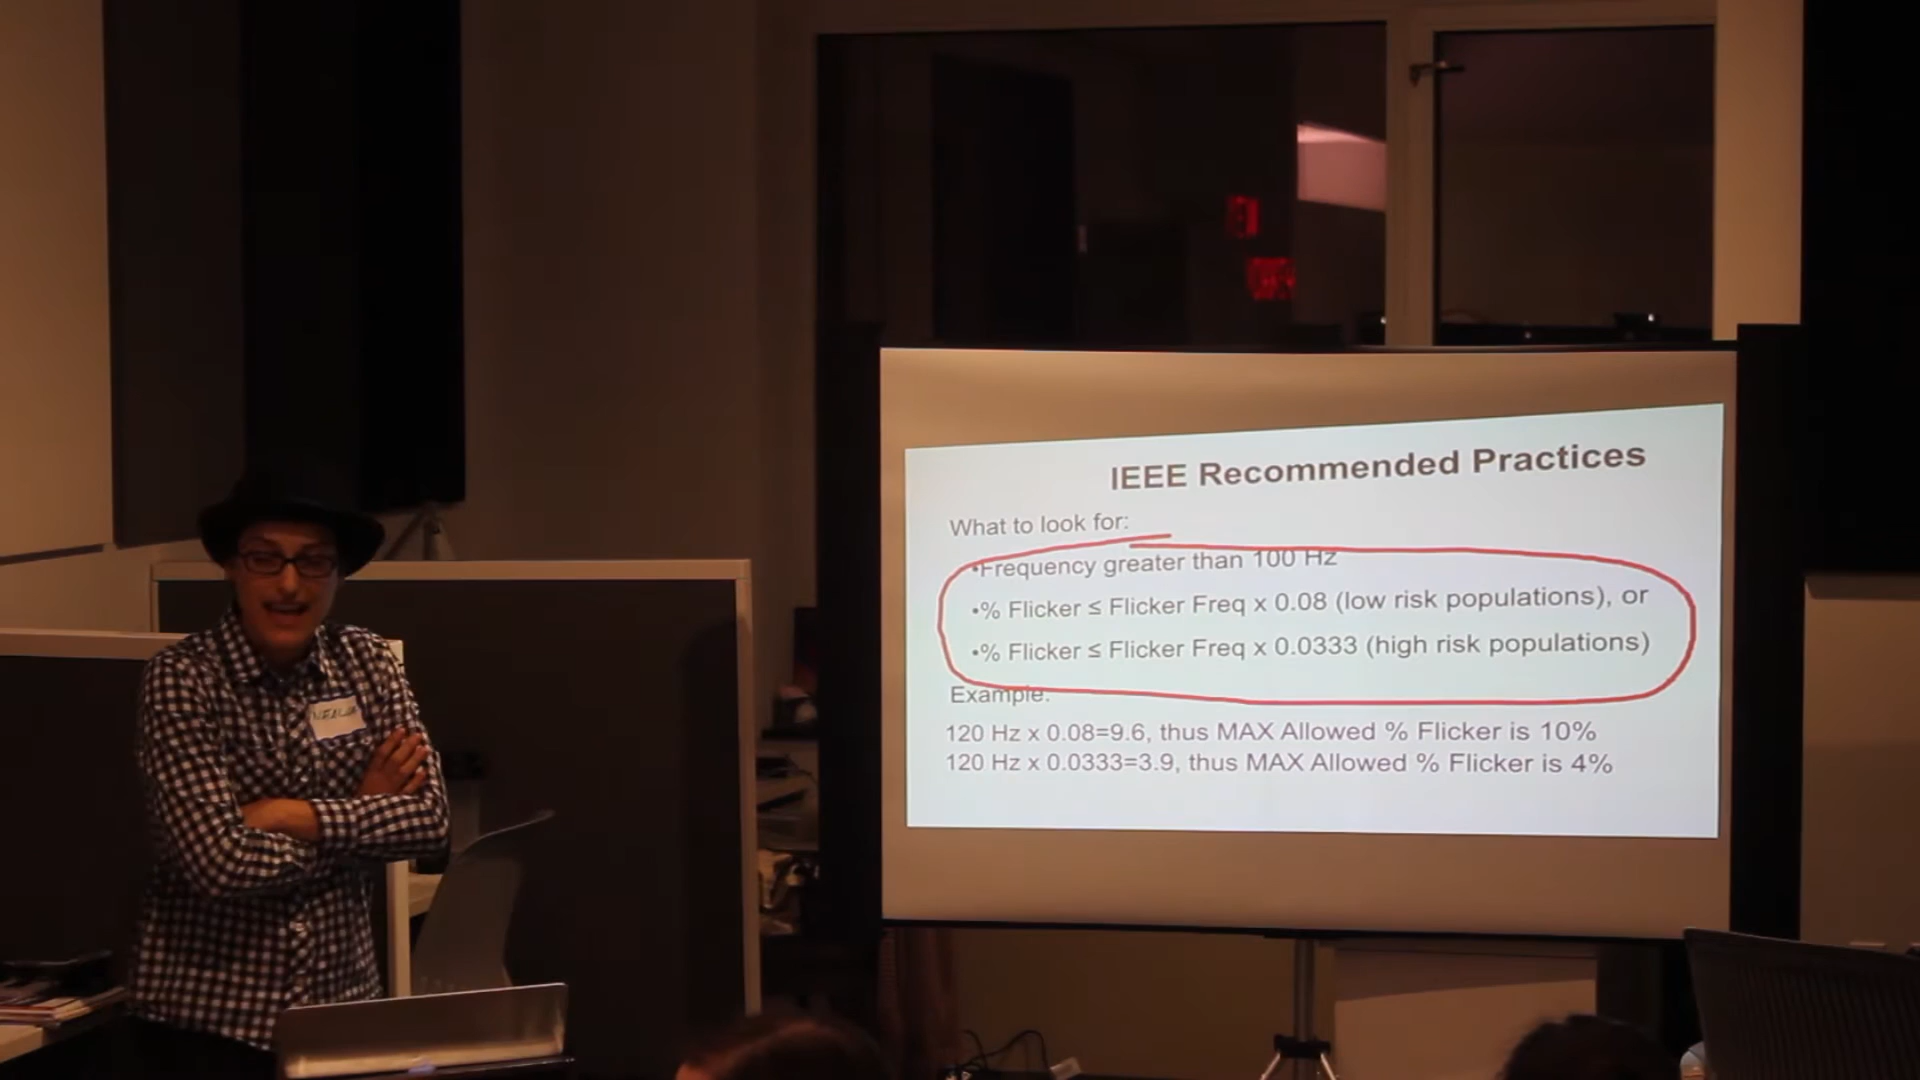 IEEE Recommended Practices
What to look for:
•Frequency greater than 100 Hz
•% Flicker ≤ Flicker Freq x 0.08 (low risk populations), or
•% Flicker ≤ Flicker Freq x 0.0333 (high risk populations)
Example:
120 Hz x 0.08=9.6, thus MAX Allowed % Flicker is 10%
120 Hz x 0.0333=3.9, thus MAX Allowed % Flicker is 4%